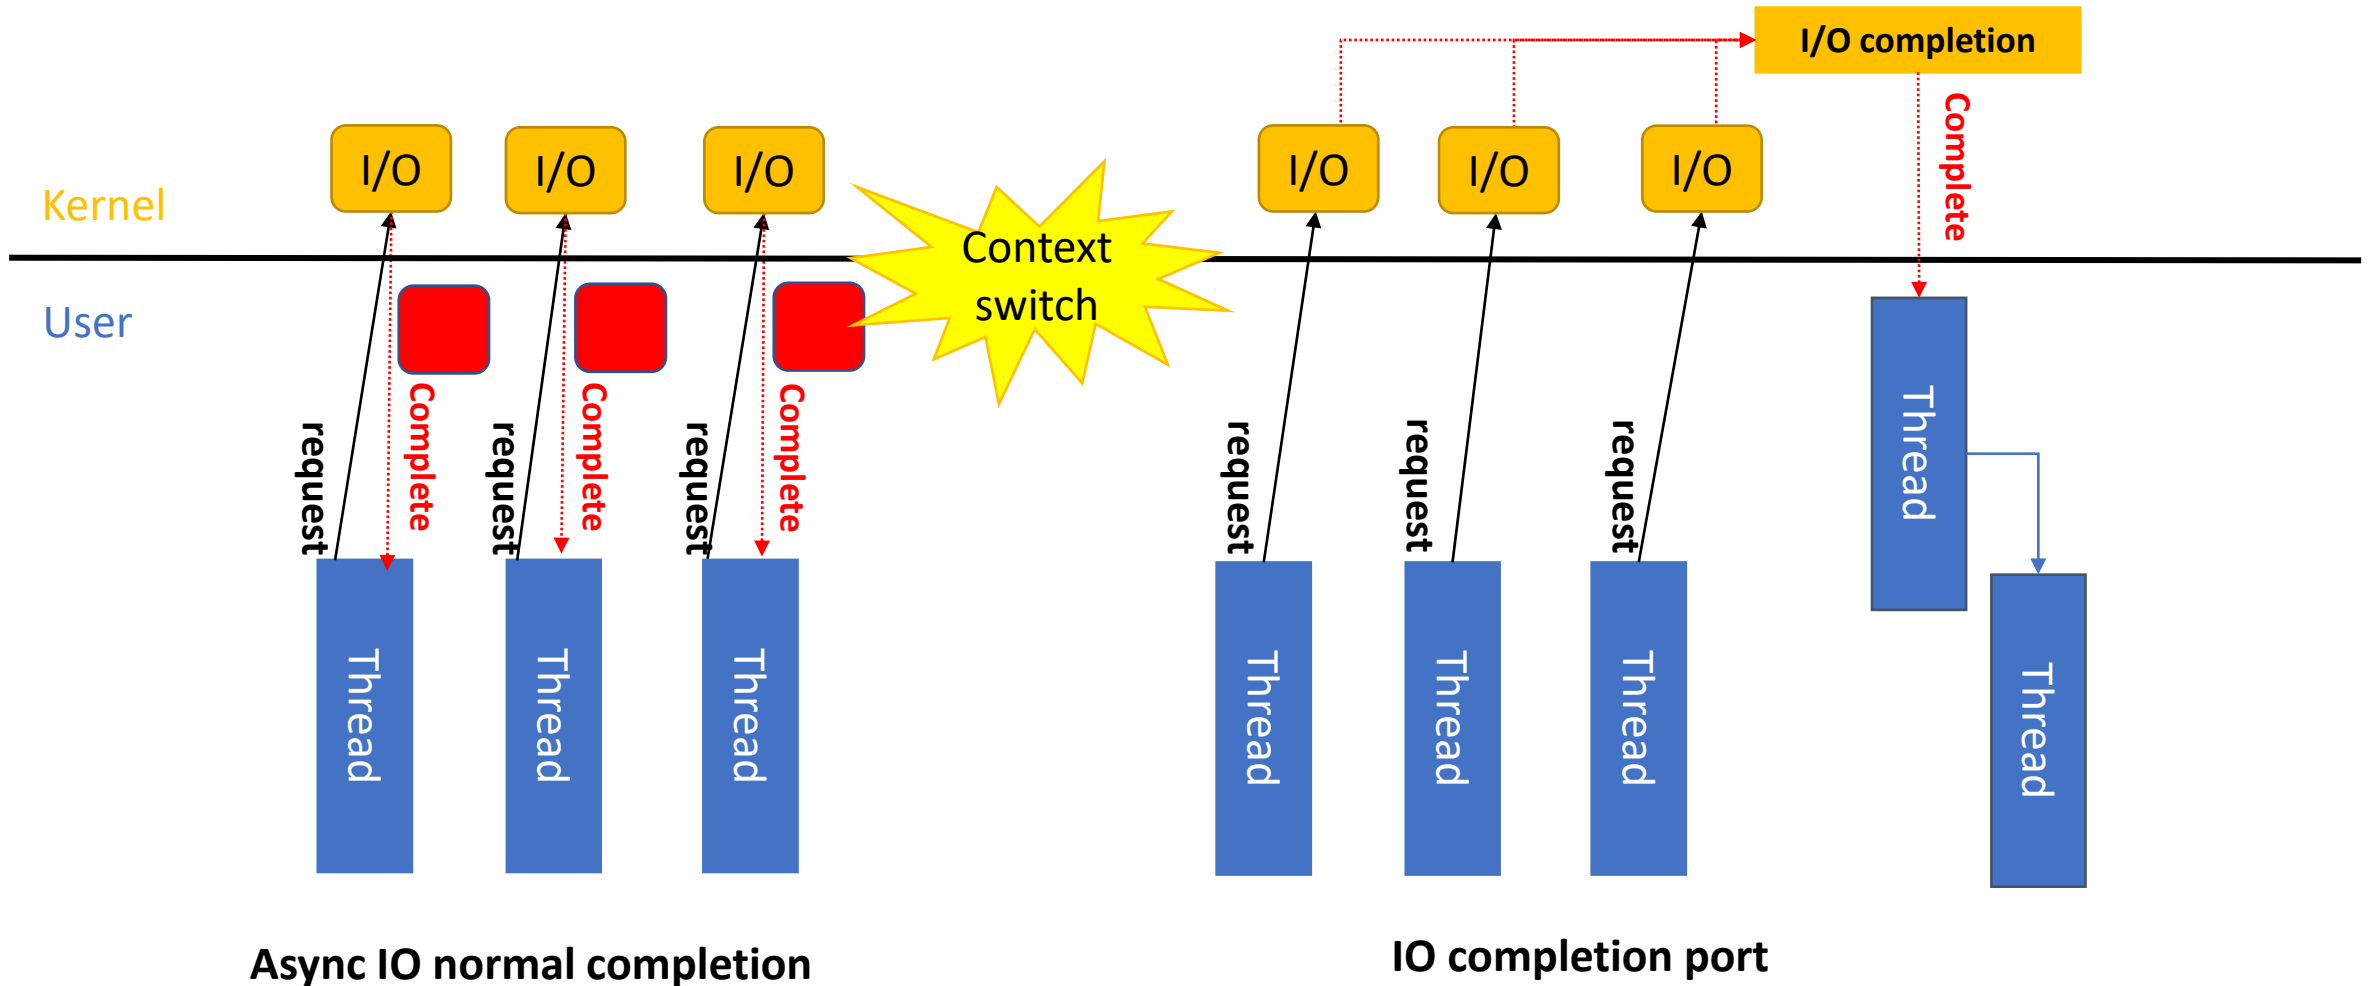 I/O completion
Complete
I/O
I/O
I/O
I/O
I/O
I/O
Kernel
Context
switch
User
Complete
Complete
Complete
request
request
request
request
request
request
Thread
Thread
Thread
Thread
Thread
Thread
Thread
Thread
Async IO normal completion
IO completion port